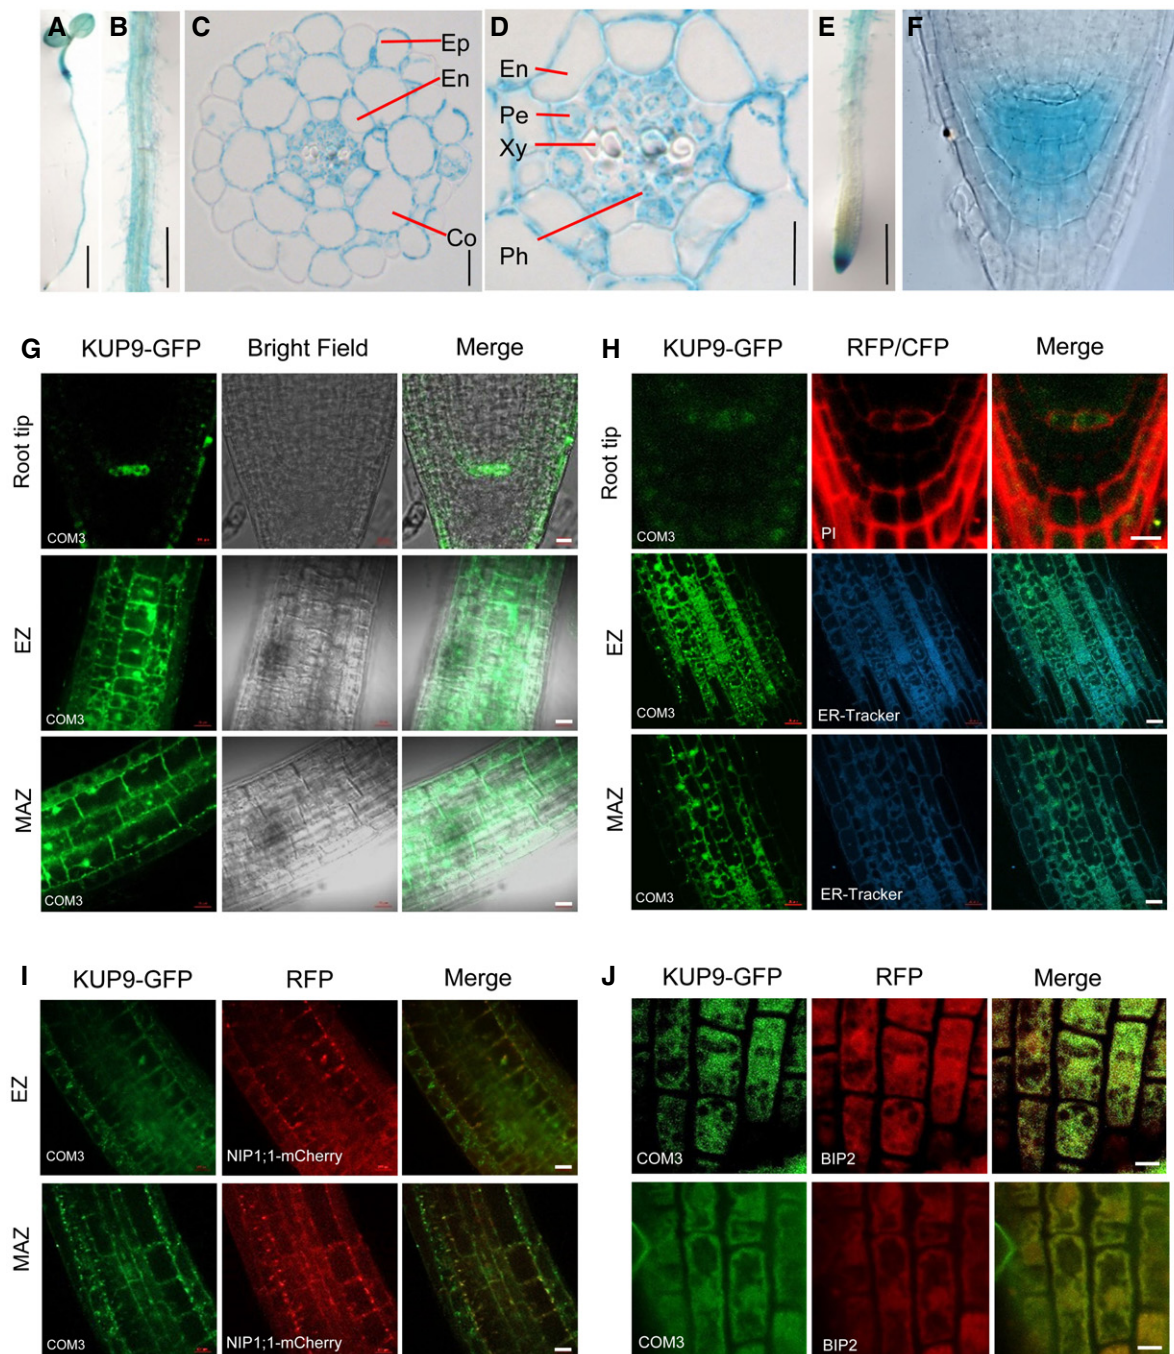 A B C D E F
Ep
En
Co
En
Pe
Xy
Ph
G KUP9-GFP Bright Field Merge
Root tip COM3
EZ COM3
MAZ COM3
H KUP9-GFP RFP/CFP Merge
Root tip COM3 PI
EZ COM3 ER-Tracker
MAZ COM3 ER-Tracker
I KUP9-GFP RFP Merge
EZ COM3 NIP1;1-mCherry
MAZ COM3 NIP1;1-mCherry
J KUP9-GFP RFP Merge
COM3 BIP2
COM3 BIP2